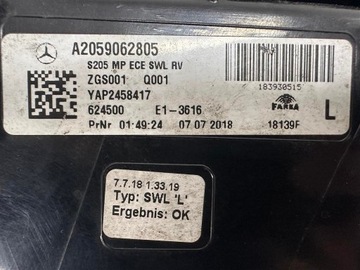 A2059062805
S205 MP ECE SWL RV
ZGS001 Q001
YAP2458417
183930515
624500 E1-3616
FARBA
L
PrNr 01:49:24 07.07.2018 18139F
7.7.18 1.33.19
Typ: SWL 'L'
Ergebnis: OK